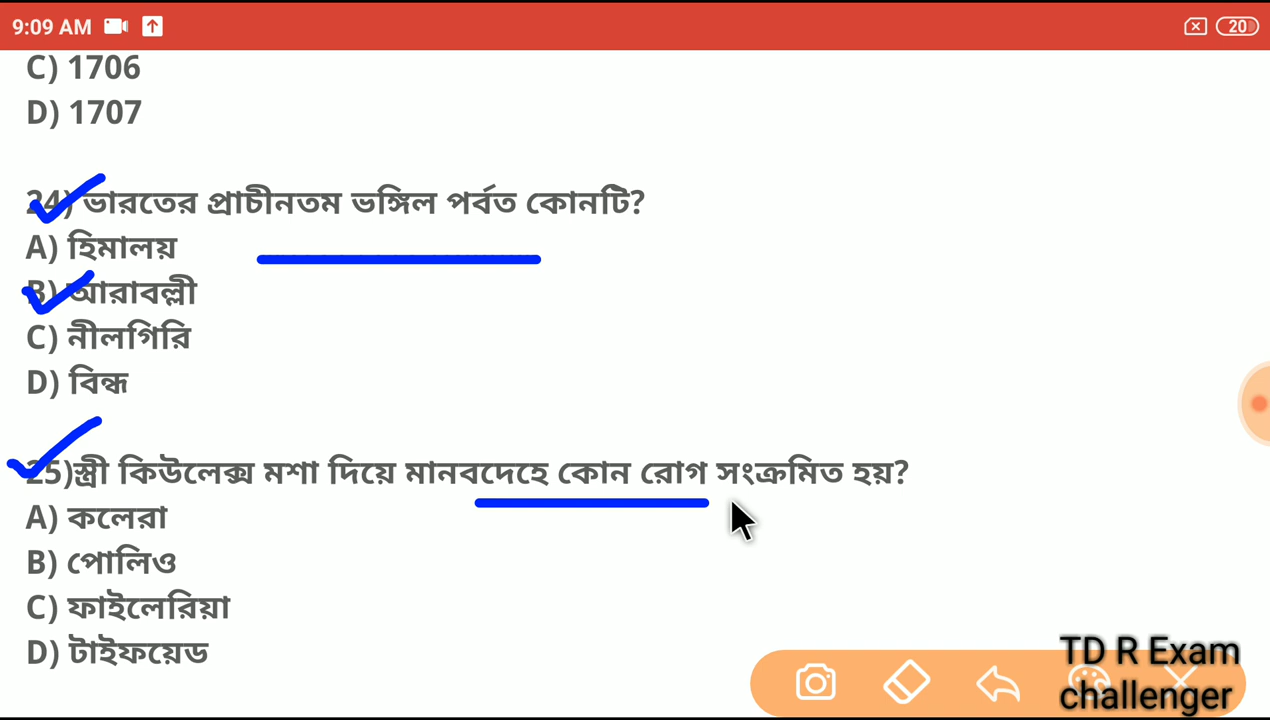 9:09 AM
20
C) 1706
D) 1707
24) ভারতের প্রাচীনতম ভঙ্গিল পর্বত কোনটি?
A) হিমালয়
B) আরাবল্লী
C) নীলগিরি
D) বিন্ধ
25)স্ত্রী কিউলেক্স মশা দিয়ে মানবদেহে কোন রোগ সংক্রমিত হয়?
A) কলেরা
B) পোলিও
C) ফাইলেরিয়া
D) টাইফয়েড
TD R Exam
challenger